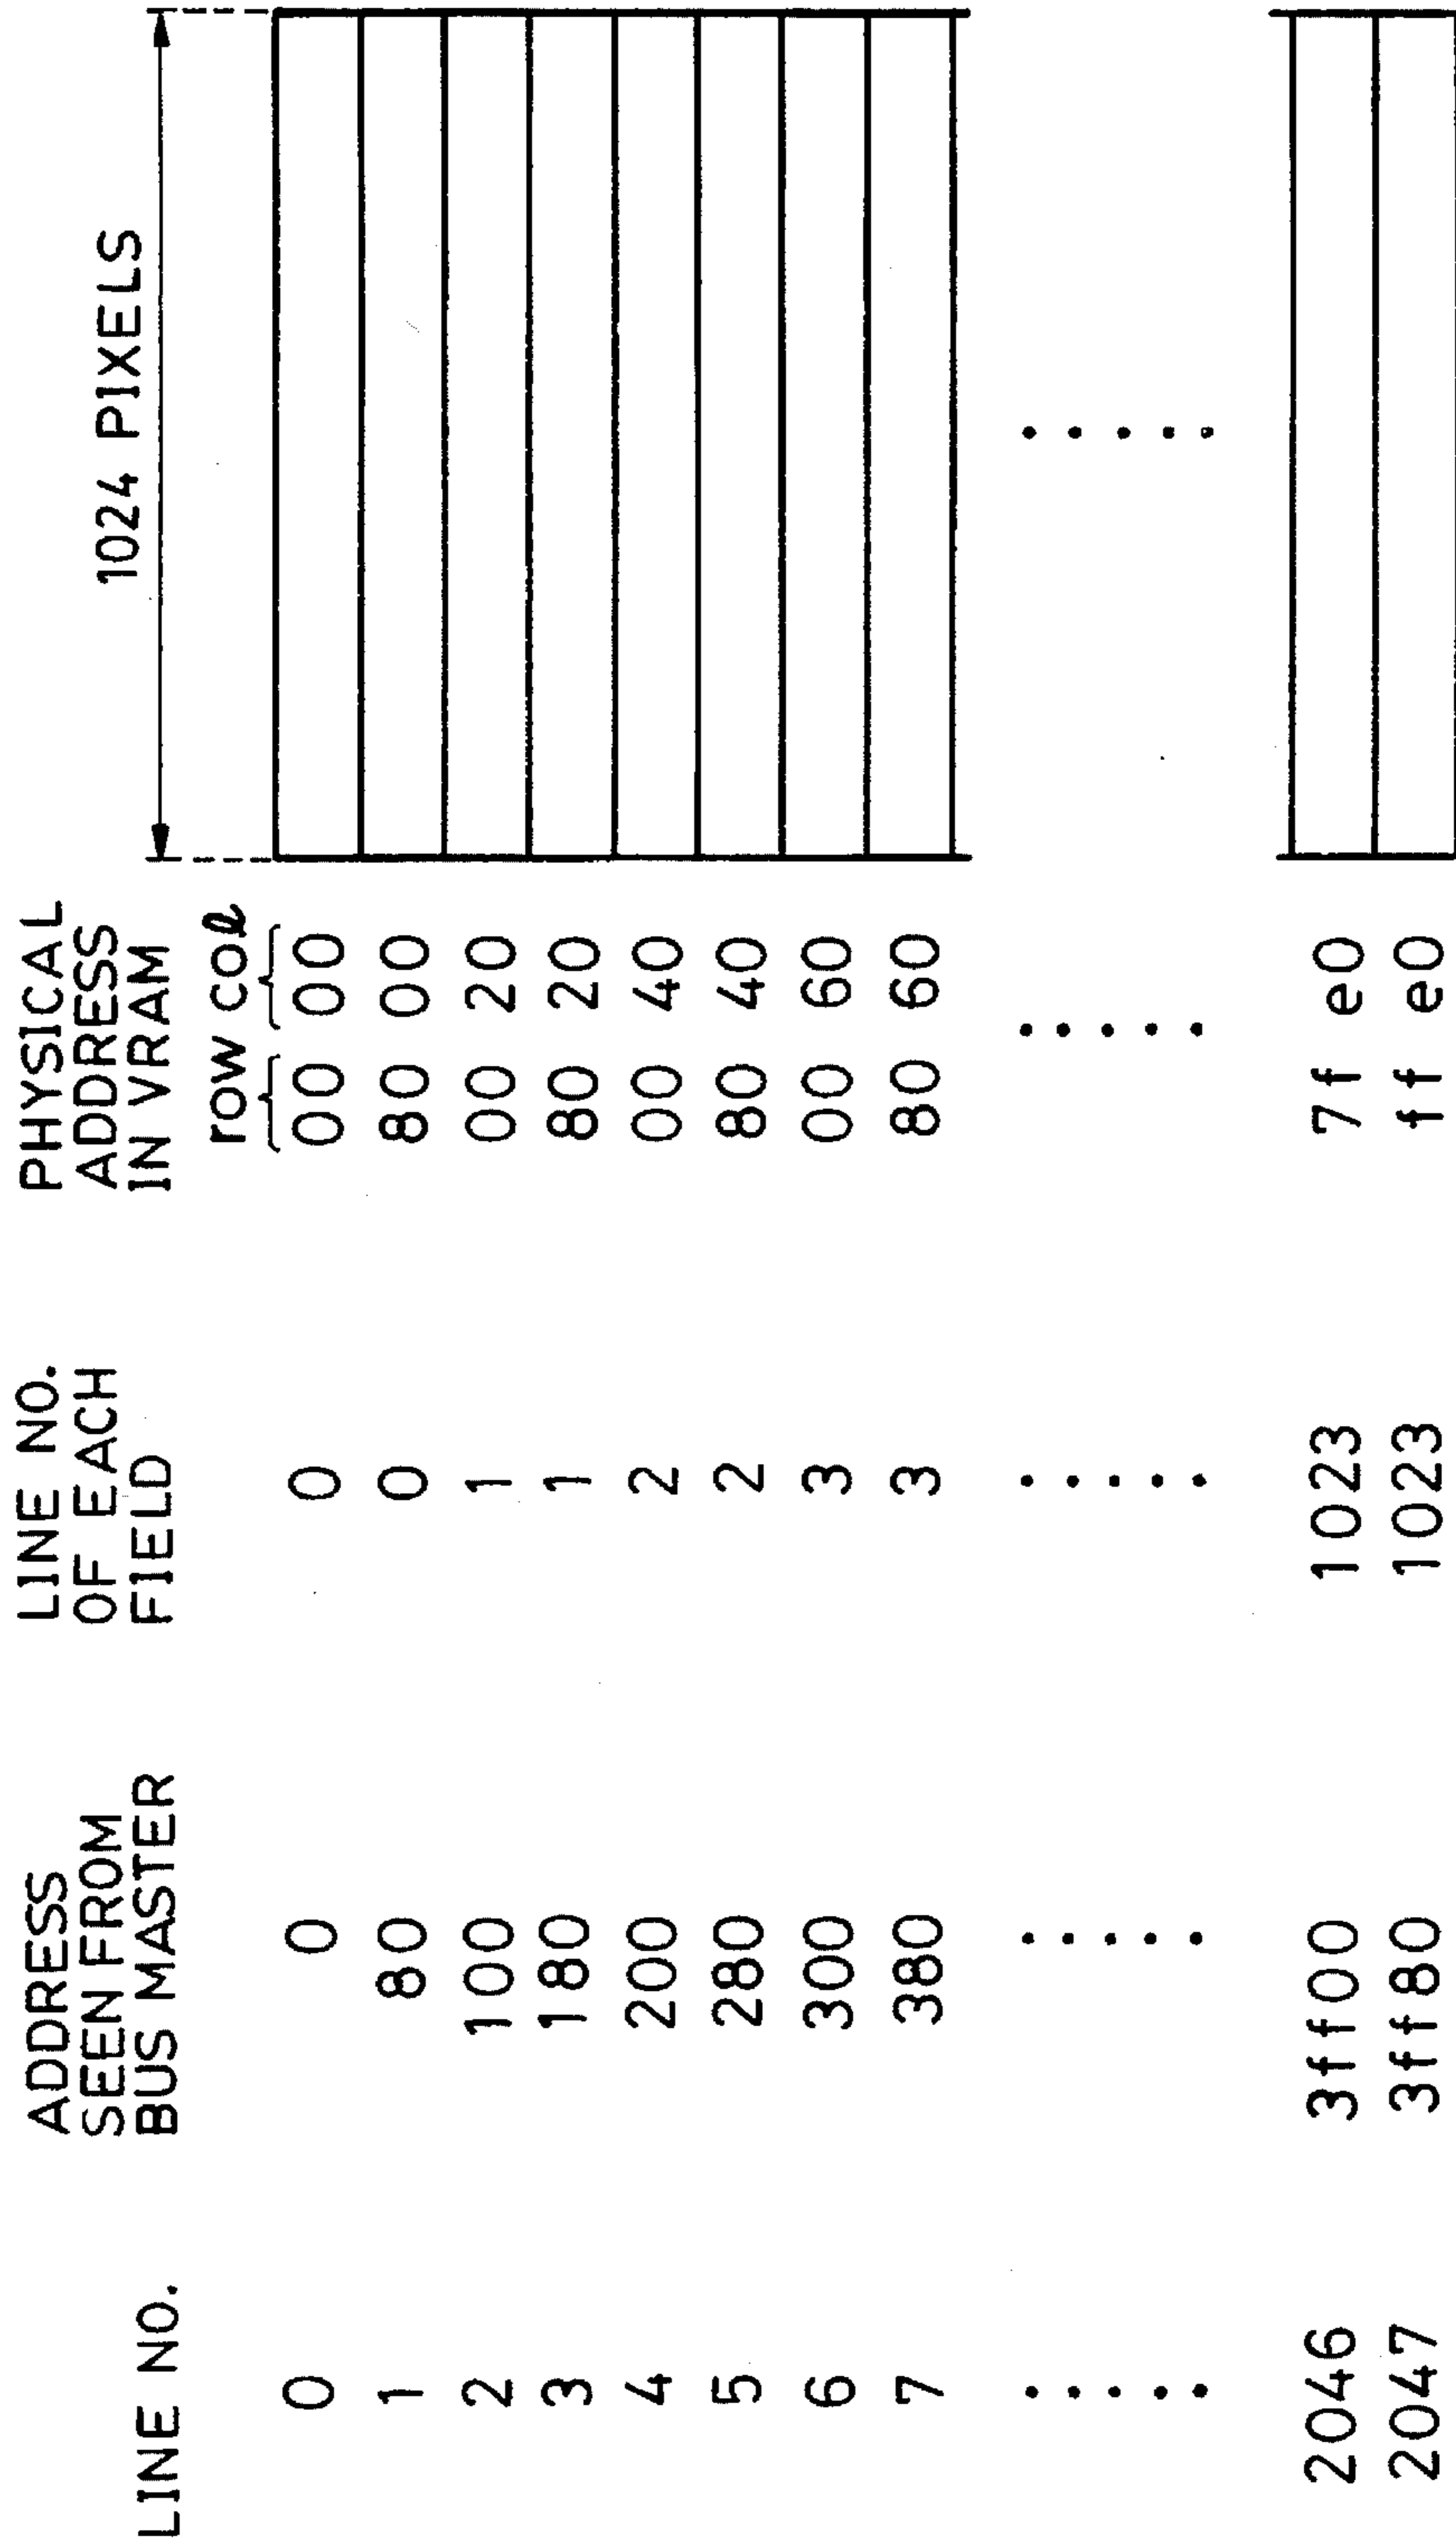 1024 PIXELS
LINE NO.
ADDRESS
SEEN FROM
BUS MASTER
LINE NO.
OF EACH
FIELD
PHYSICAL
ADDRESS
IN VRAM
row col
0 0 0 00 00
1 80 0 80 00
2 100 1 00 20
3 180 1 80 20
4 200 2 00 40
5 280 2 80 40
6 300 3 00 60
7 380 3 80 60
2046 3ff00 1023 7f e0
2047 3ff80 1023 ff e0